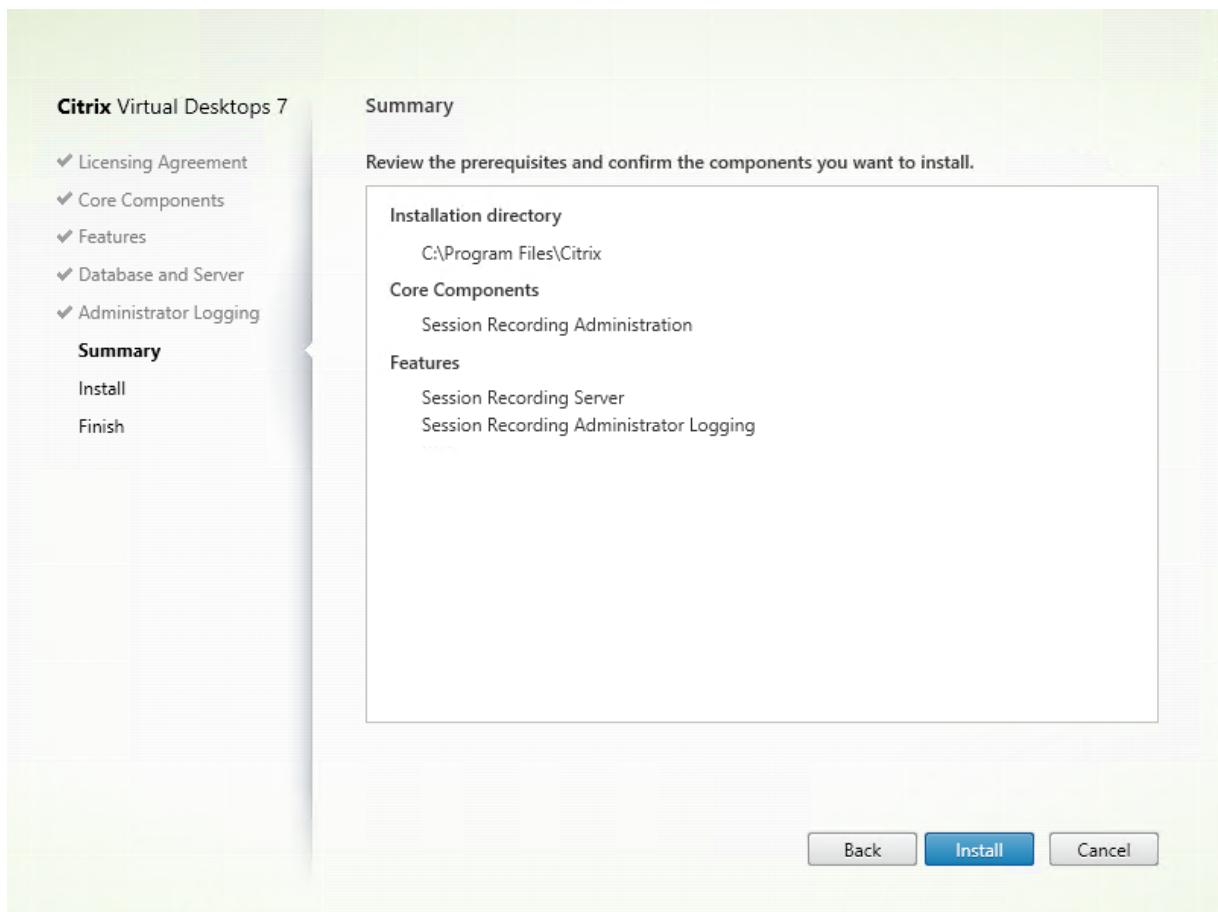 Citrix Virtual Desktops 7
Licensing Agreement
Core Components
Features
Database and Server
Administrator Logging
Summary
Install
Finish
Summary
Review the prerequisites and confirm the components you want to install.
Installation directory
C:\Program Files\Citrix
Core Components
Session Recording Administration
Features
Session Recording Server
Session Recording Administrator Logging
Back
Install
Cancel